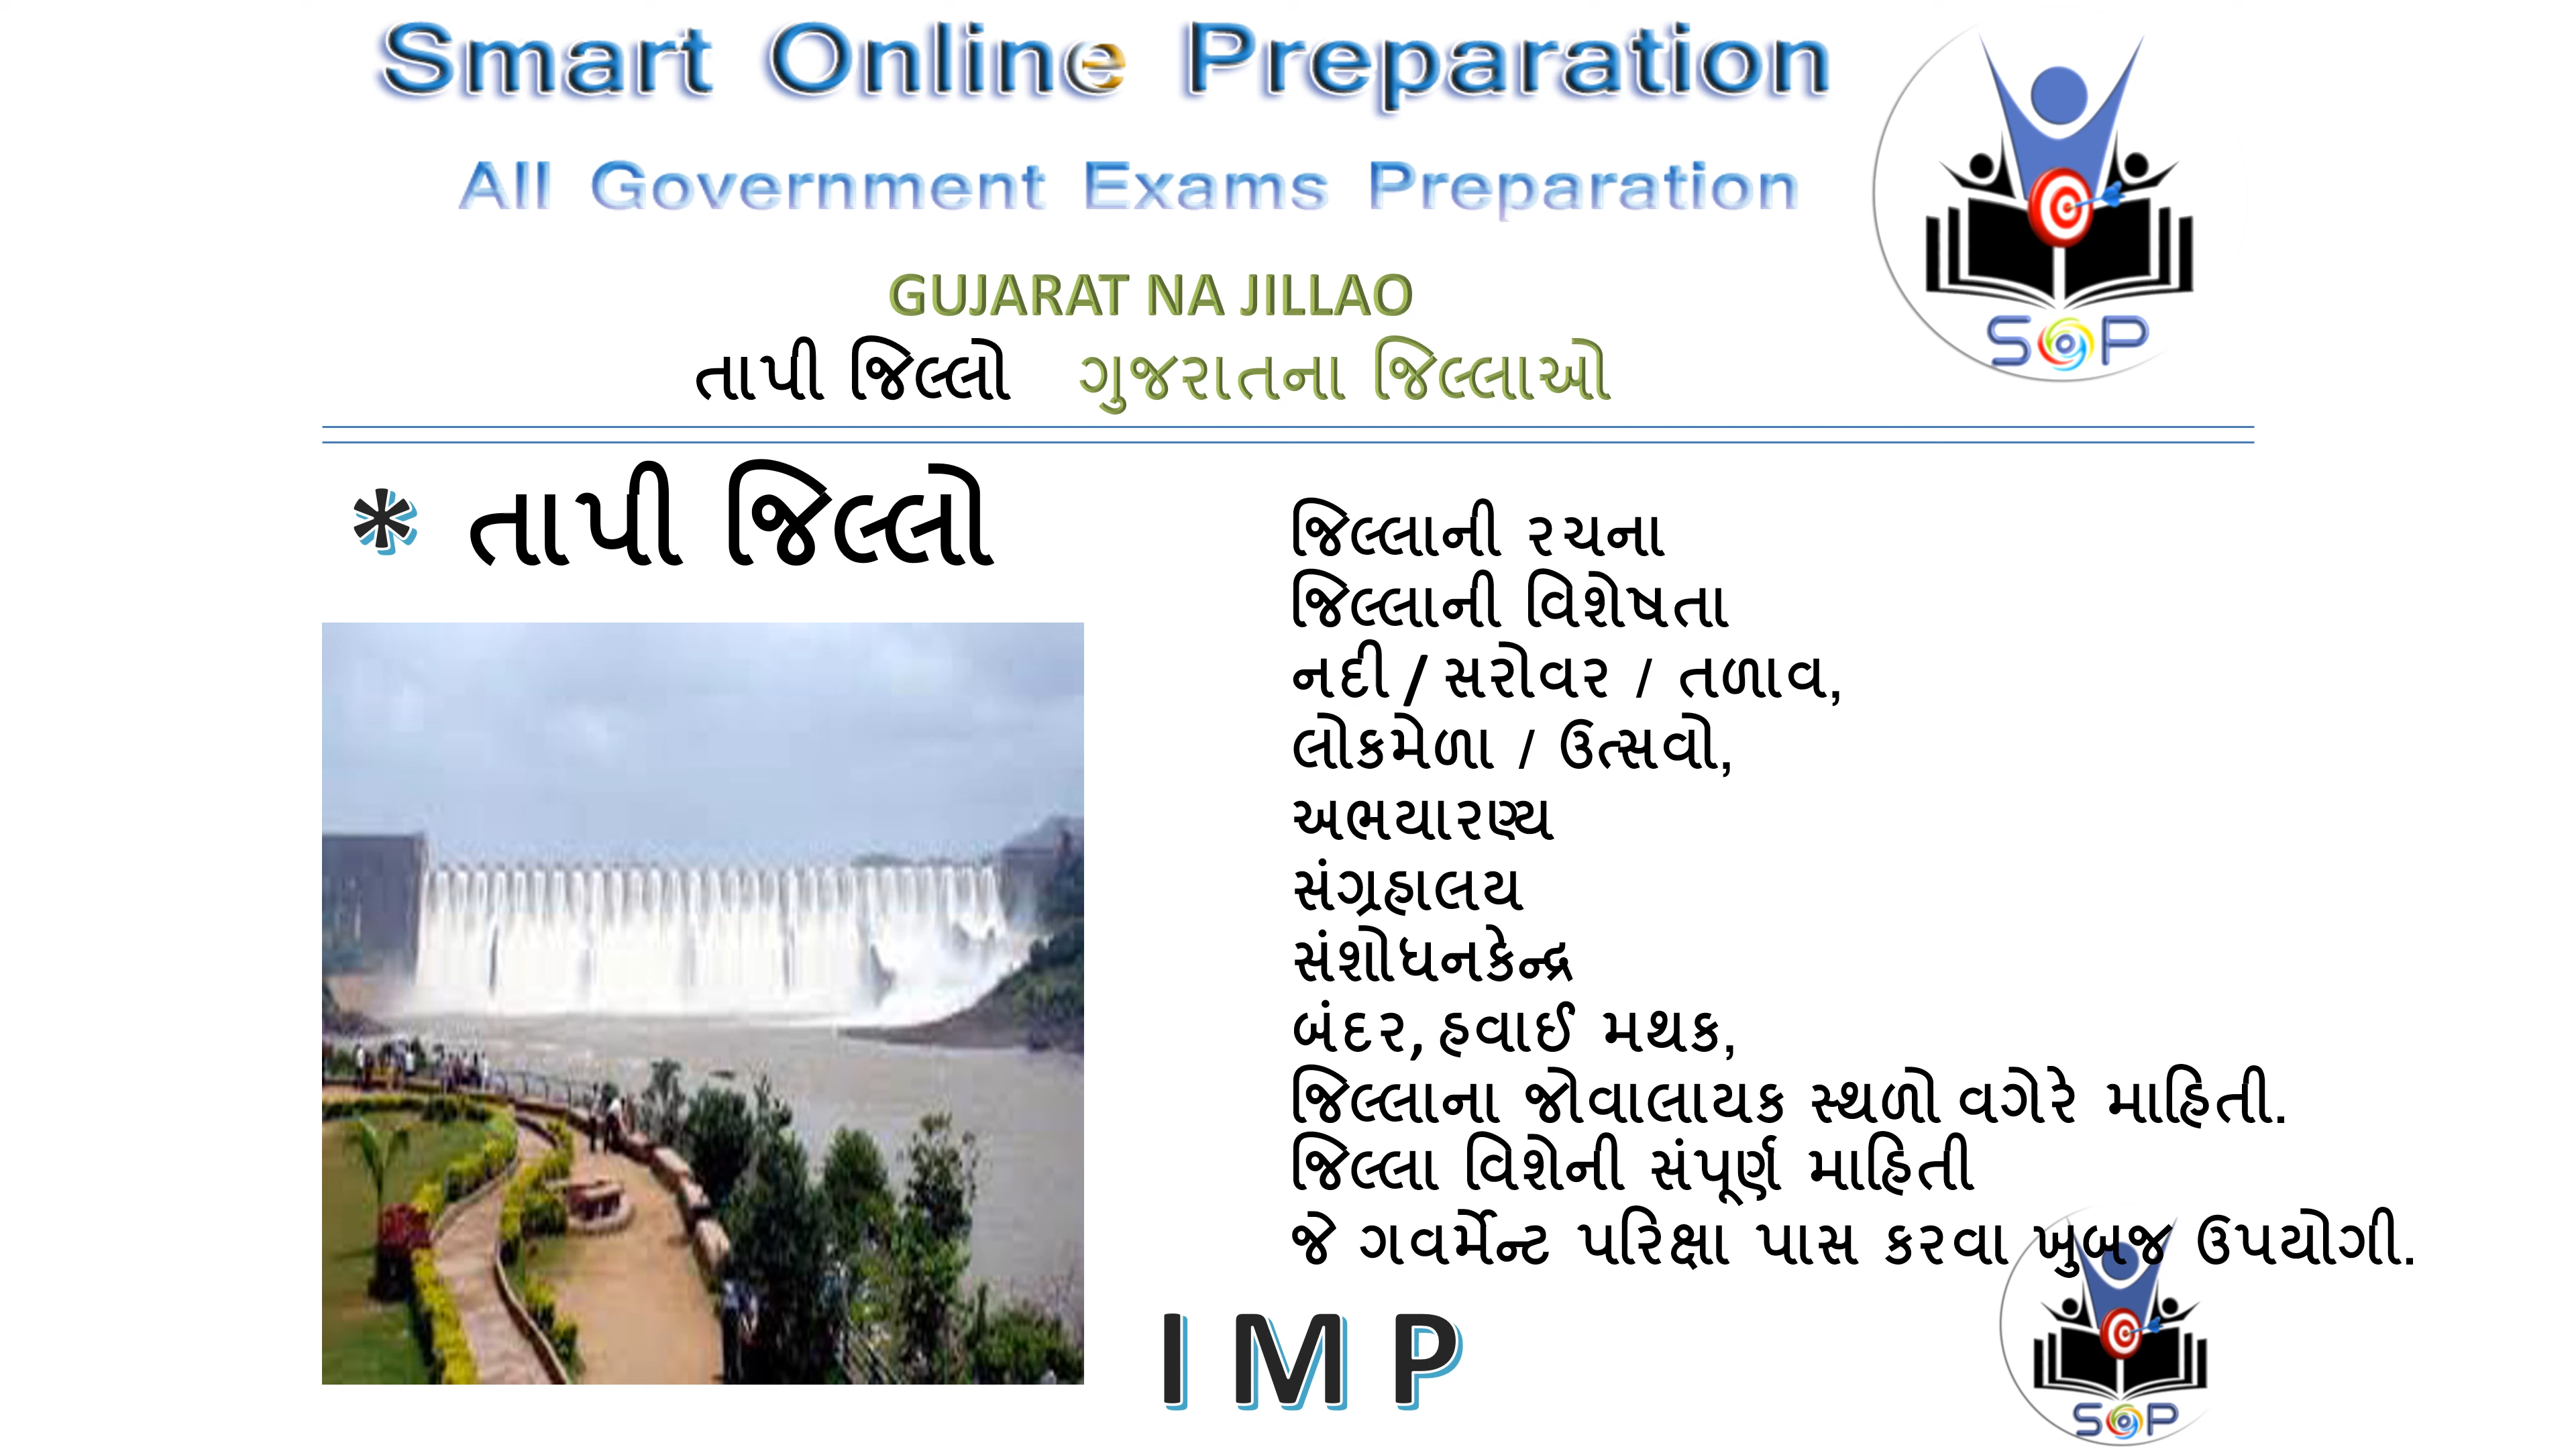 Smart Online Preparation
All Government Exams Preparation
GUJARAT NA JILLAO
તાપી જિલ્લો ગુજરાતના જિલ્લાઓ
SOP
* તાપી જિલ્લો
જિલ્લાની રચના
જિલ્લાની વિશેષતા
નદી / સરોવર / તળાવ,
લોકમેળા / ઉત્સવો,
અભયારણ્ય
સંગ્રહાલય
સંશોધનકેન્દ્ર
બંદર, હવાઈ મથક,
જિલ્લાના જોવાલાયક સ્થળો વગેરે માહિતી.
જિલ્લા વિશેની સંપૂર્ણ માહિતી
જે ગવર્મેન્ટ પરિક્ષા પાસ કરવા ખુબજ ઉપયોગી.
I M P
SOP